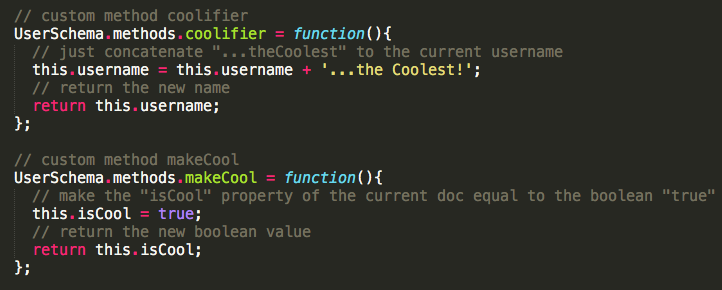 // custom method coolifier
UserSchema.methods.coolifier = function(){
// just concatenate "...theCoolest" to the current username
this.username = this.username + '...the Coolest!';
// return the new name
return this.username;
};
// custom method makeCool
UserSchema.methods.makeCool = function(){
// make the "isCool" property of the current doc equal to the boolean "true"
this.isCool = true;
// return the new boolean value
return this.isCool;
};